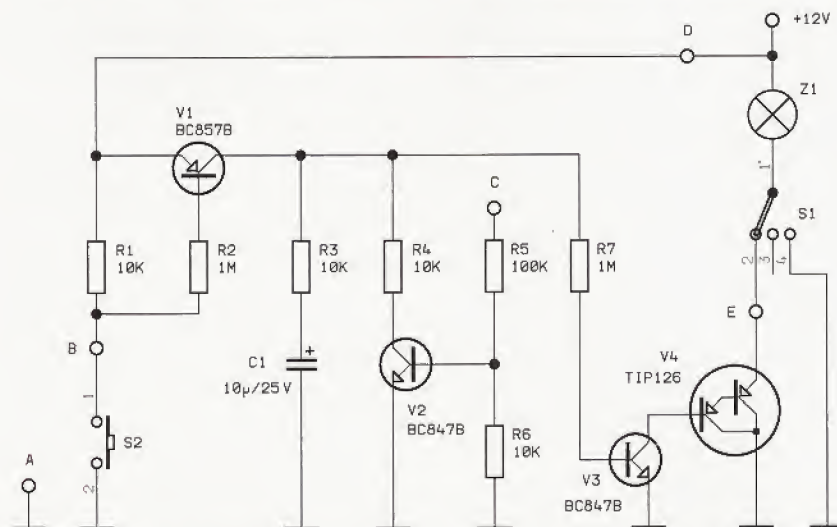 +12V
D
Z1
V1
BC857B
1'
C
S1
R1
10K
R2
1M
R3
10K
R4
10K
R5
100K
R7
1M
2
3
4
B
E
C1
+
10µ/25V
V4
TIP126
1
V2
BC847B
S2
R6
10K
A
2
V3
BC847B